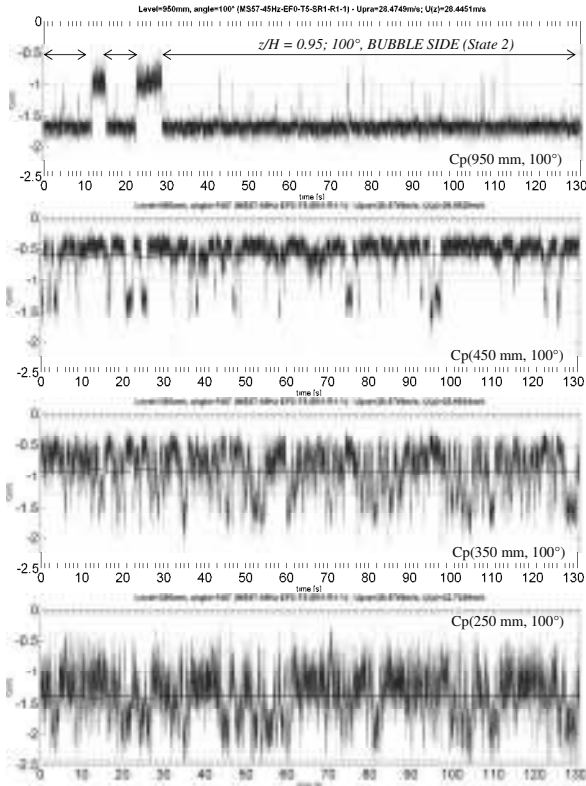 Level=950mm, angle=100° (MS57-45Hz-EF0-T5-SR1-R1-1) - Upra=28.4749m/s; U(z)=28.4451m/s
0
z/H = 0.95; 100°, BUBBLE SIDE (State 2)
-0.5
-1
-1.5
-2
Cp(950 mm, 100°)
-2.5
0 10 20 30 40 50 60 70 80 90 100 110 120 130
time [s]
0
-0.5
-1
-1.5
-2
Cp(450 mm, 100°)
-2.5
0 10 20 30 40 50 60 70 80 90 100 110 120 130
time [s]
0
-0.5
-1
-1.5
-2
Cp(350 mm, 100°)
-2.5
0 10 20 30 40 50 60 70 80 90 100 110 120 130
time [s]
0
Cp(250 mm, 100°)
-0.5
-1
-1.5
-2
-2.5
0 10 20 30 40 50 60 70 80 90 100 110 120 130